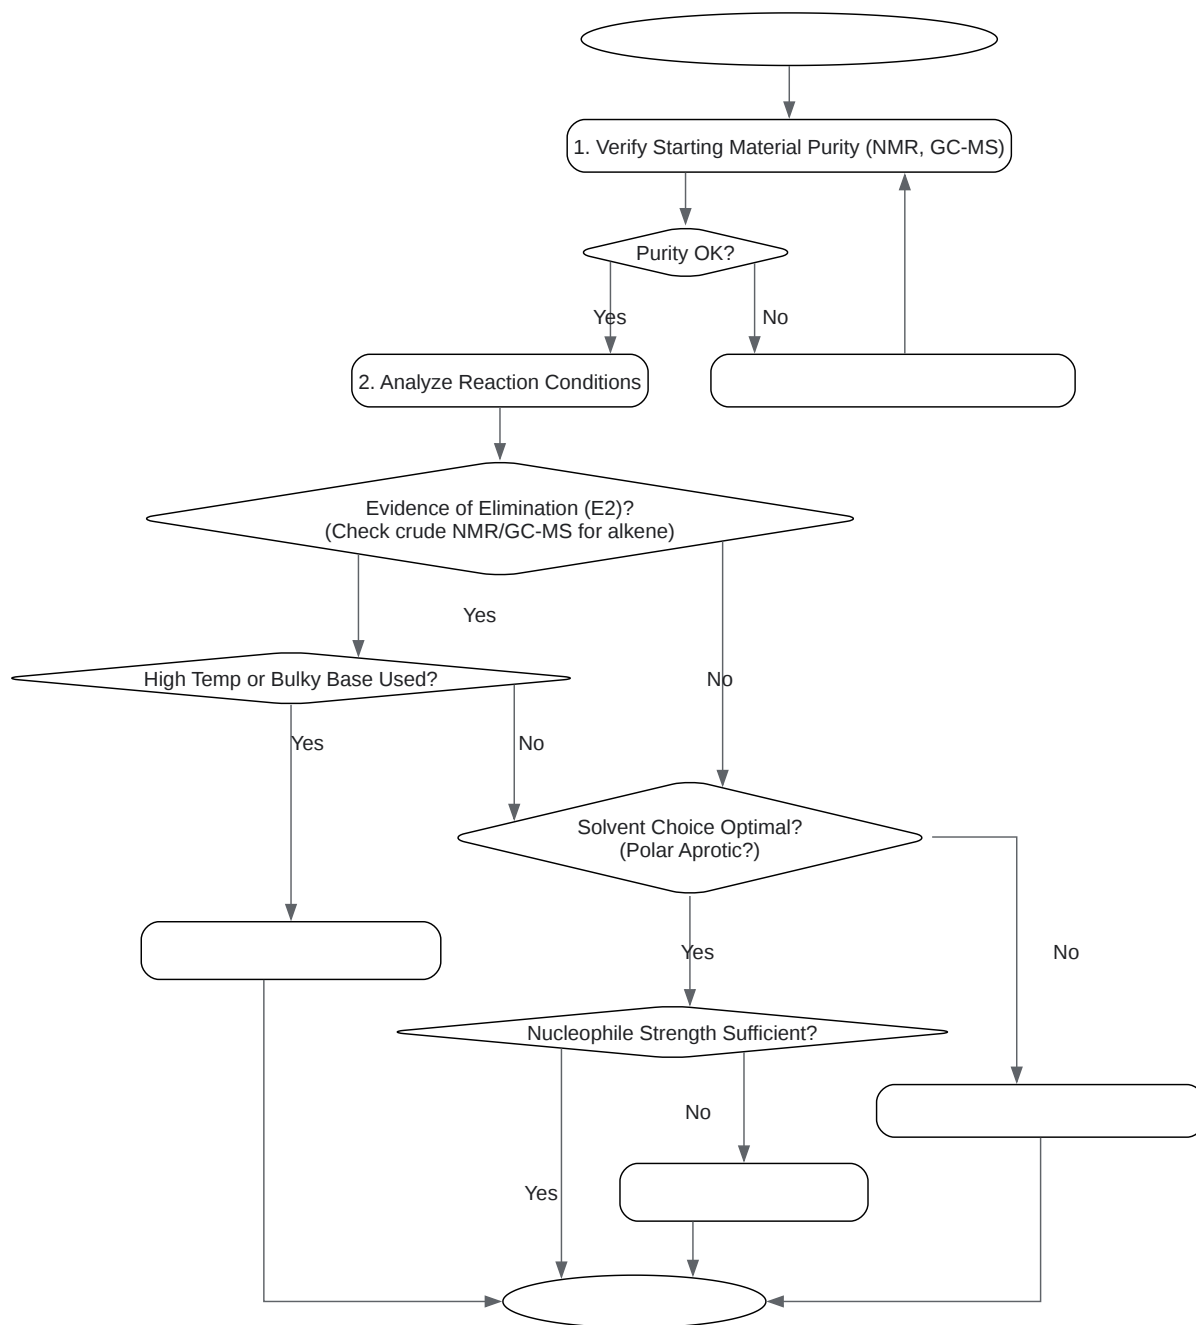 1. Verify Starting Material Purity (NMR, GC-MS)
Purity OK?
Yes
No
2. Analyze Reaction Conditions
Evidence of Elimination (E2)?
(Check crude NMR/GC-MS for alkene)
Yes
High Temp or Bulky Base Used?
No
Yes
No
Solvent Choice Optimal?
(Polar Aprotic?)
Yes
No
Nucleophile Strength Sufficient?
No
Yes